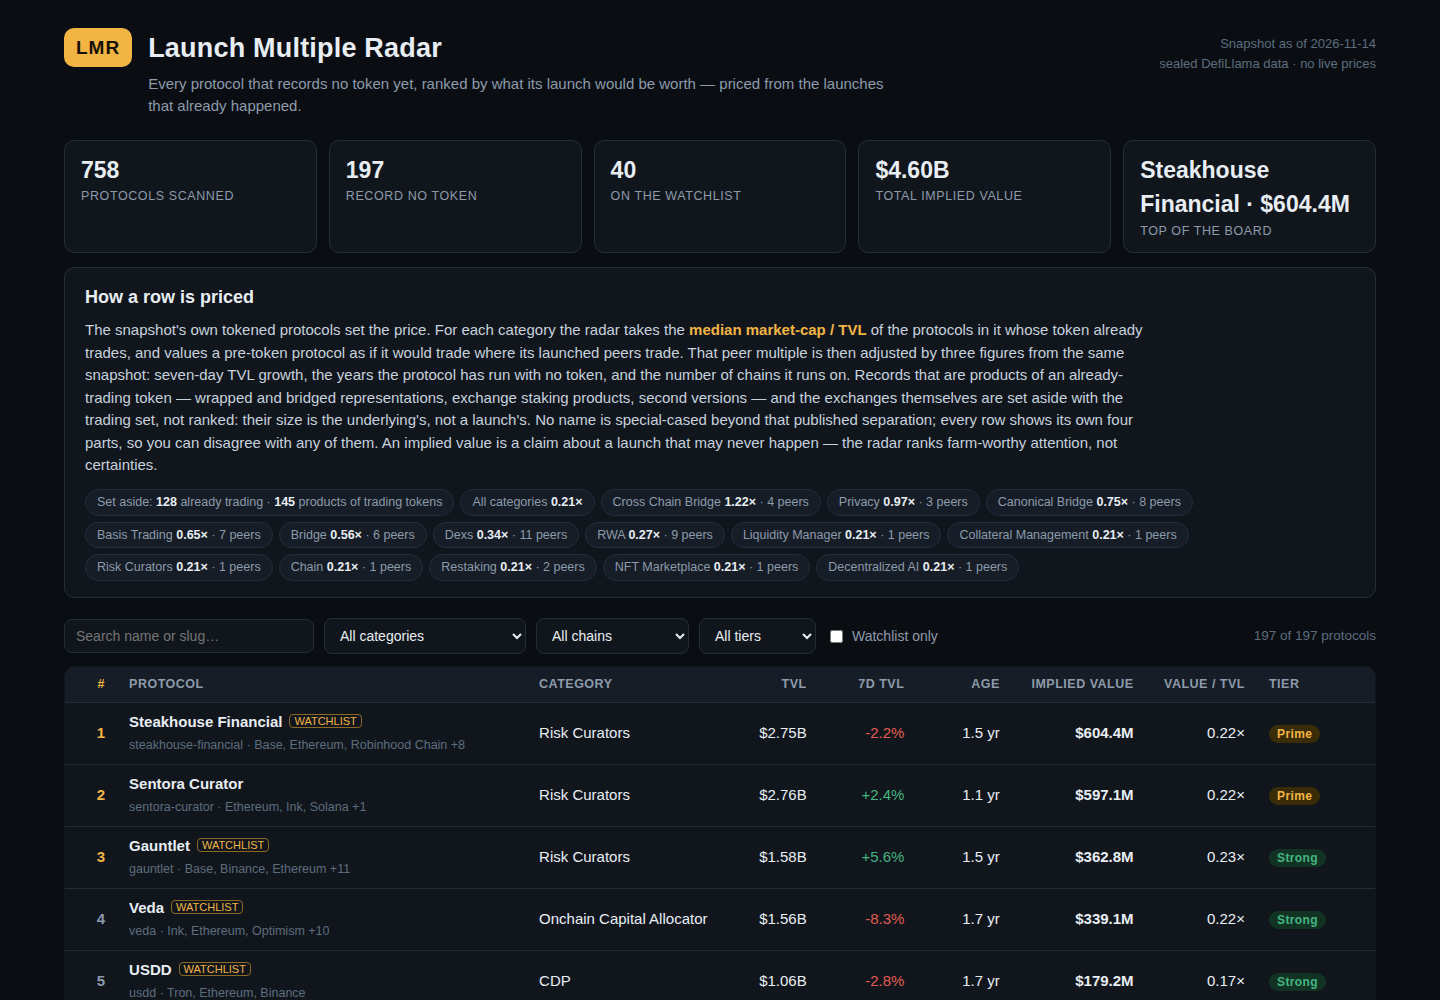 LMR
Launch Multiple Radar
Every protocol that records no token yet, ranked by what its launch would be worth — priced from the launches
that already happened.
Snapshot as of 2026-11-14
sealed DefiLlama data · no live prices
758
PROTOCOLS SCANNED
197
RECORD NO TOKEN
40
ON THE WATCHLIST
$4.60B
TOTAL IMPLIED VALUE
Steakhouse
Financial · $604.4M
TOP OF THE BOARD
How a row is priced
The snapshot's own tokened protocols set the price. For each category the radar takes the median market-cap / TVL of the protocols in it whose token already
trades, and values a pre-token protocol as if it would trade where its launched peers trade. That peer multiple is then adjusted by three figures from the same
snapshot: seven-day TVL growth, the years the protocol has run with no token, and the number of chains it runs on. Records that are products of an already-
trading token — wrapped and bridged representations, exchange staking products, second versions — and the exchanges themselves are set aside with the
trading set, not ranked: their size is the underlying's, not a launch's. No name is special-cased beyond that published separation; every row shows its own four
parts, so you can disagree with any of them. An implied value is a claim about a launch that may never happen — the radar ranks farm-worthy attention, not
certainties.
Set aside: 128 already trading · 145 products of trading tokens
All categories 0.21×
Cross Chain Bridge 1.22× · 4 peers
Privacy 0.97× · 3 peers
Canonical Bridge 0.75× · 8 peers
Basis Trading 0.65× · 7 peers
Bridge 0.56× · 6 peers
Dexs 0.34× · 11 peers
RWA 0.27× · 9 peers
Liquidity Manager 0.21× · 1 peers
Collateral Management 0.21× · 1 peers
Risk Curators 0.21× · 1 peers
Chain 0.21× · 1 peers
Restaking 0.21× · 2 peers
NFT Marketplace 0.21× · 1 peers
Decentralized AI 0.21× · 1 peers
Search name or slug…
All categories
All chains
All tiers
Watchlist only
197 of 197 protocols
# PROTOCOL CATEGORY TVL 7D TVL AGE IMPLIED VALUE VALUE / TVL TIER
1 Steakhouse Financial WATCHLIST Risk Curators $2.75B -2.2% 1.5 yr $604.4M 0.22× Prime
steakhouse-financial · Base, Ethereum, Robinhood Chain +8
2 Sentora Curator Risk Curators $2.76B +2.4% 1.1 yr $597.1M 0.22× Prime
sentora-curator · Ethereum, Ink, Solana +1
3 Gauntlet WATCHLIST Risk Curators $1.58B +5.6% 1.5 yr $362.8M 0.23× Strong
gauntlet · Base, Binance, Ethereum +11
4 Veda WATCHLIST Onchain Capital Allocator $1.56B -8.3% 1.7 yr $339.1M 0.22× Strong
veda · Ink, Ethereum, Optimism +10
5 USDD WATCHLIST CDP $1.06B -2.8% 1.7 yr $179.2M 0.17× Strong
usdd · Tron, Ethereum, Binance